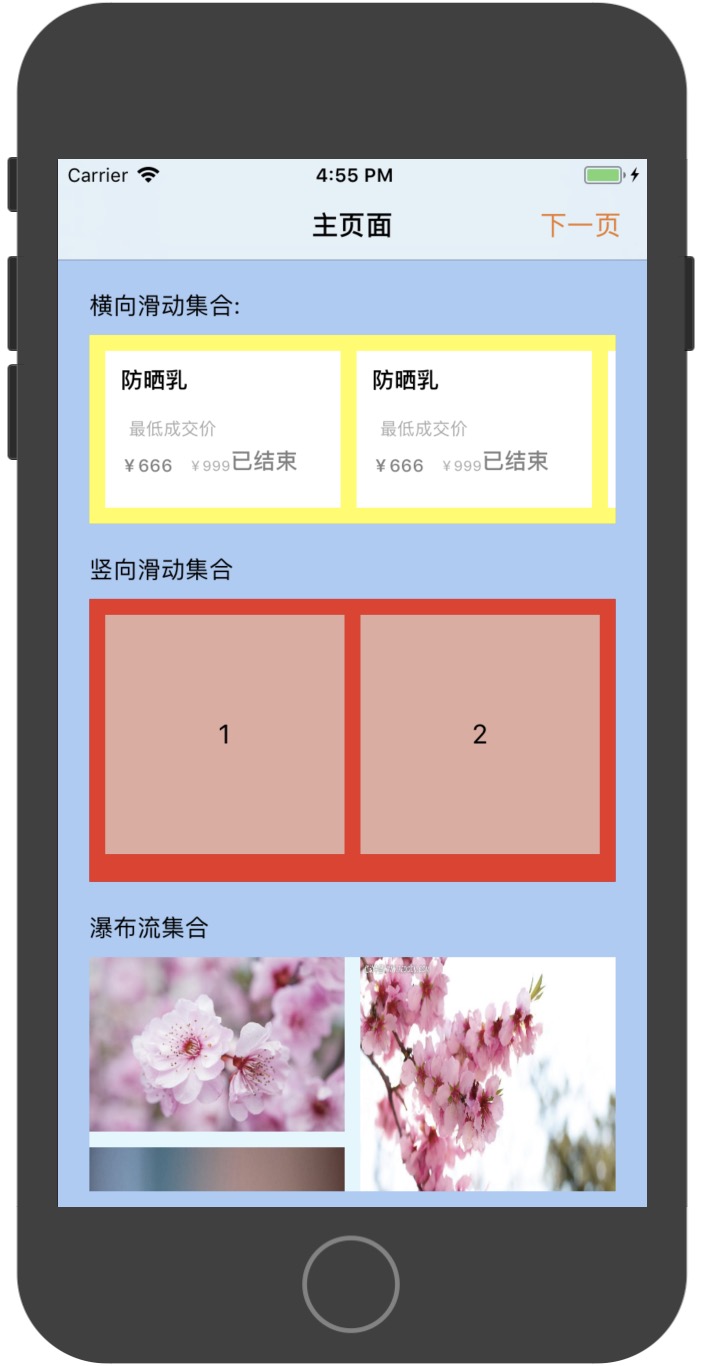 Carrier 4:55 PM
主页面 下一页
横向滑动集合:
防晒乳 防晒乳
最低成交价 最低成交价
¥666 ¥999已结束 ¥666 ¥999已结束
竖向滑动集合
1 2
瀑布流集合